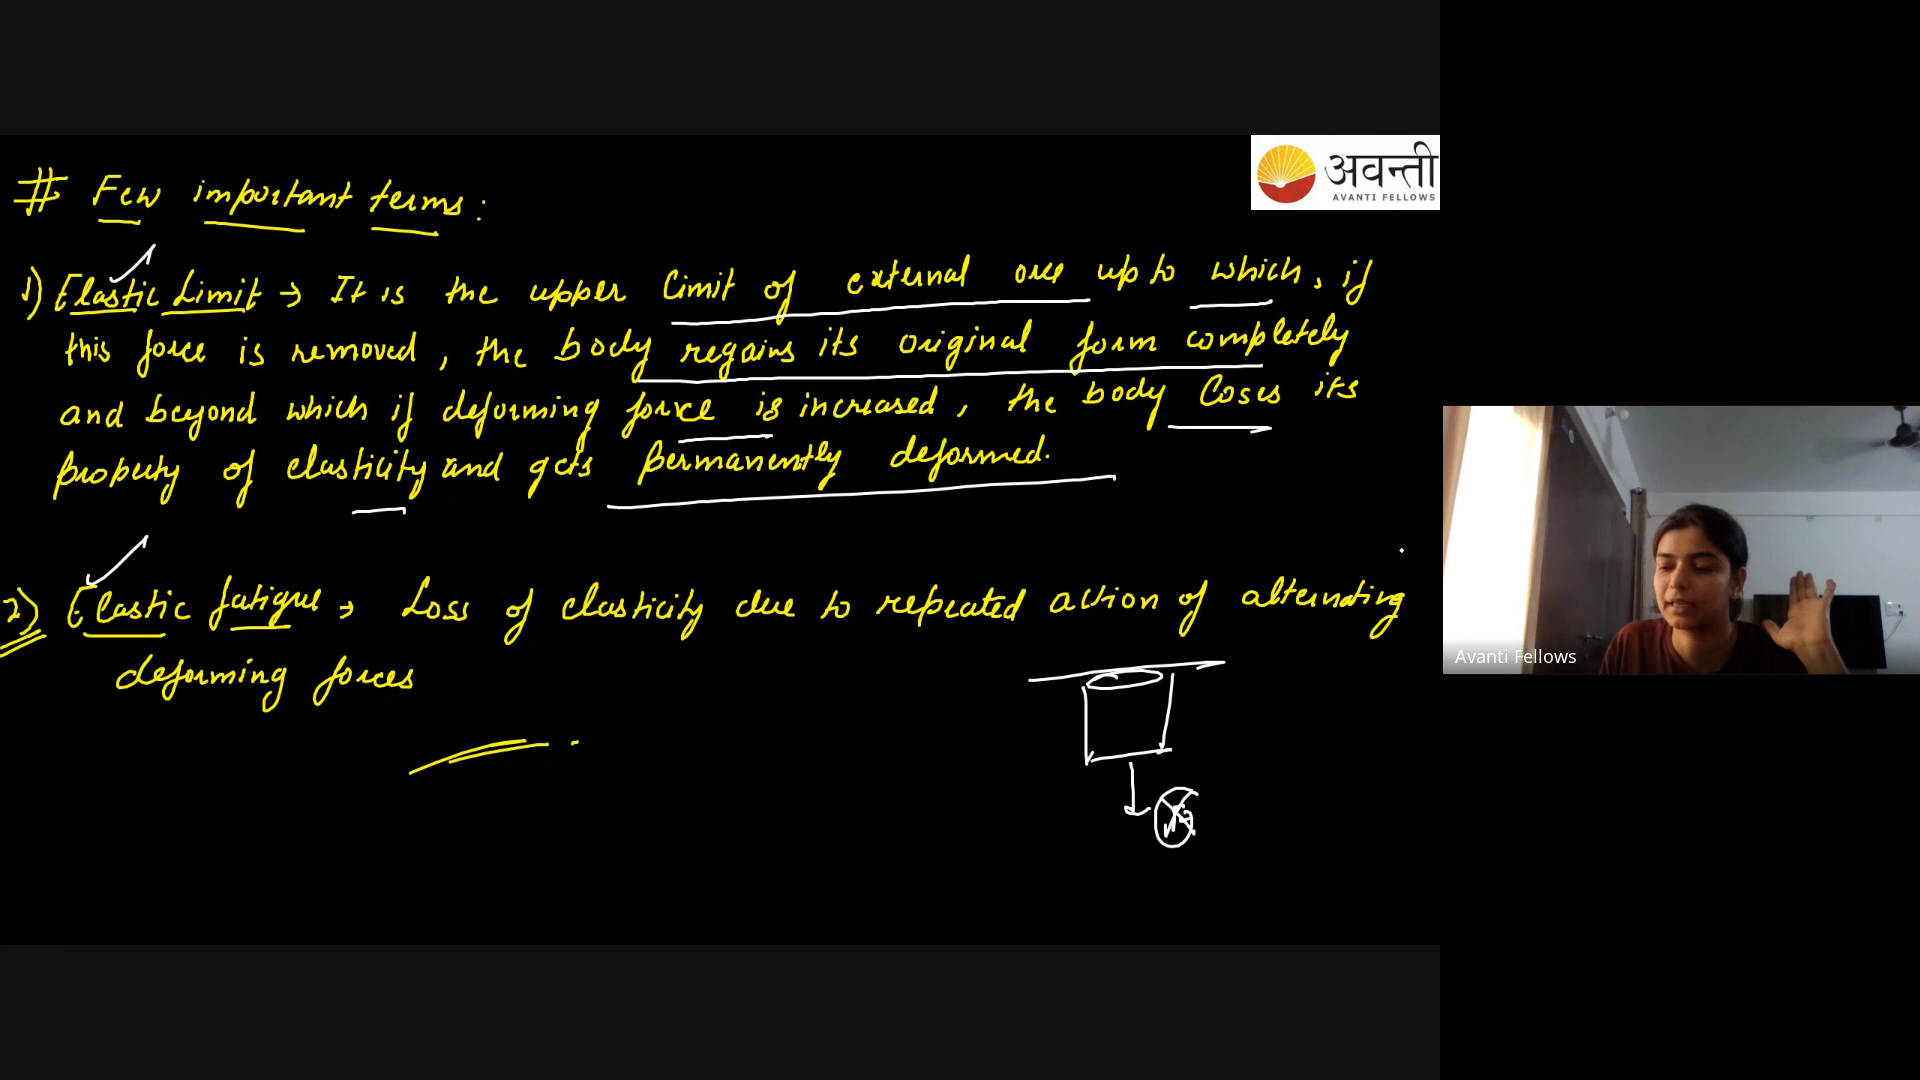 # Few important terms:
अवन्ती
AVANTI FELLOWS
1) Elastic Limit → It is the upper limit of external orce upto which, if
this force is removed, the body regains its original form completely
and beyond which if deforming force is increased, the body loses its
property of elasticity and gets permanently deformed.
2) Elastic fatigue → Loss of elasticity due to repeated action of alternating
deforming forces
Avanti Fellows